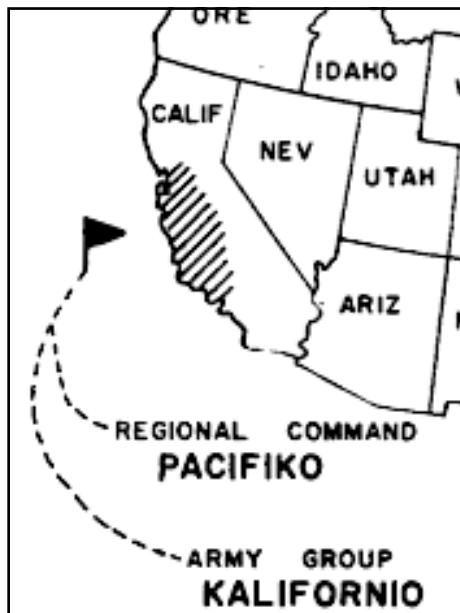 ORE
IDAHO
CALIF
NEV
UTAH
ARIZ
REGIONAL COMMAND
PACIFIKO
ARMY GROUP
KALIFORNIO